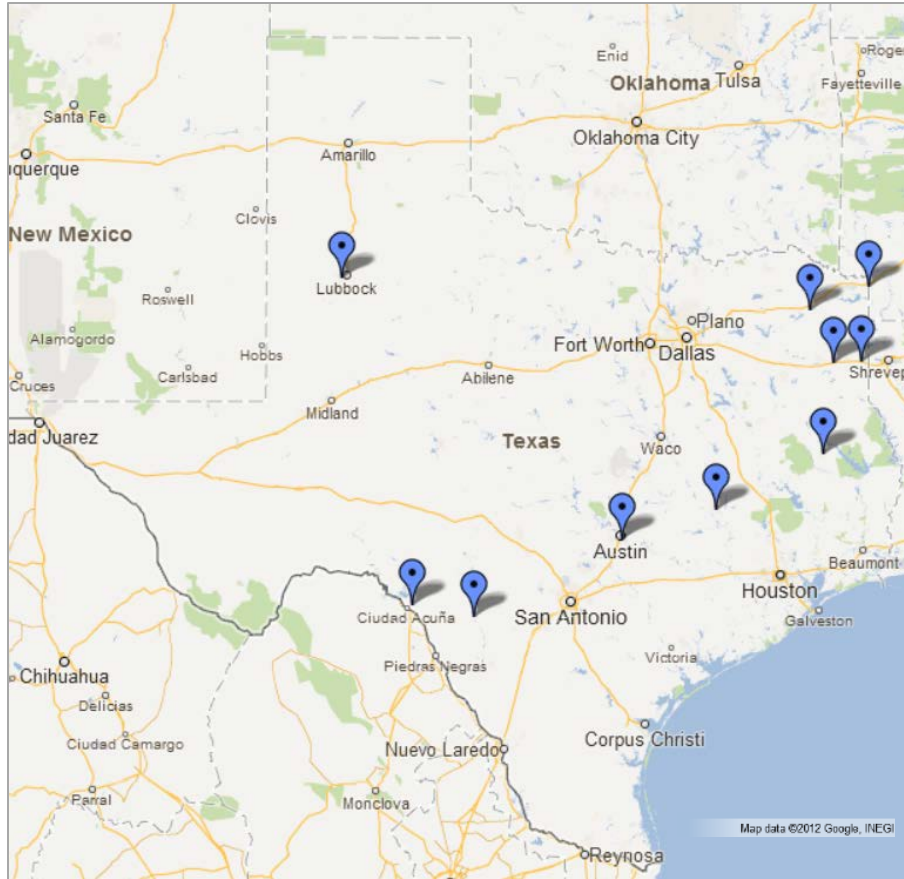 Enid
Roger
Oklahoma
Tulsa
Fayetteville
Santa Fe
Oklahoma City
Amarillo
uquerque
Clovis
New Mexico
Lubbock
Roswell
Plano
Alamogordo
Fort Worth
Dallas
Hobbs
Abilene
Shrevep
Carlsbad
Cruces
Midland
dad Juarez
Texas
Waco
Austin
Beaumont
Houston
Ciudad Acuña
San Antonio
Galveston
Victoria
Piedras Negras
Chihuahua
Delicias
Corpus Christi
Ciudad Camargo
Nuevo Laredo
Parral
Monclova
Map data ©2012 Google, INEGI
Reynosa